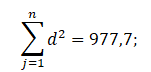 n
∑ d² = 977,7;
j=1